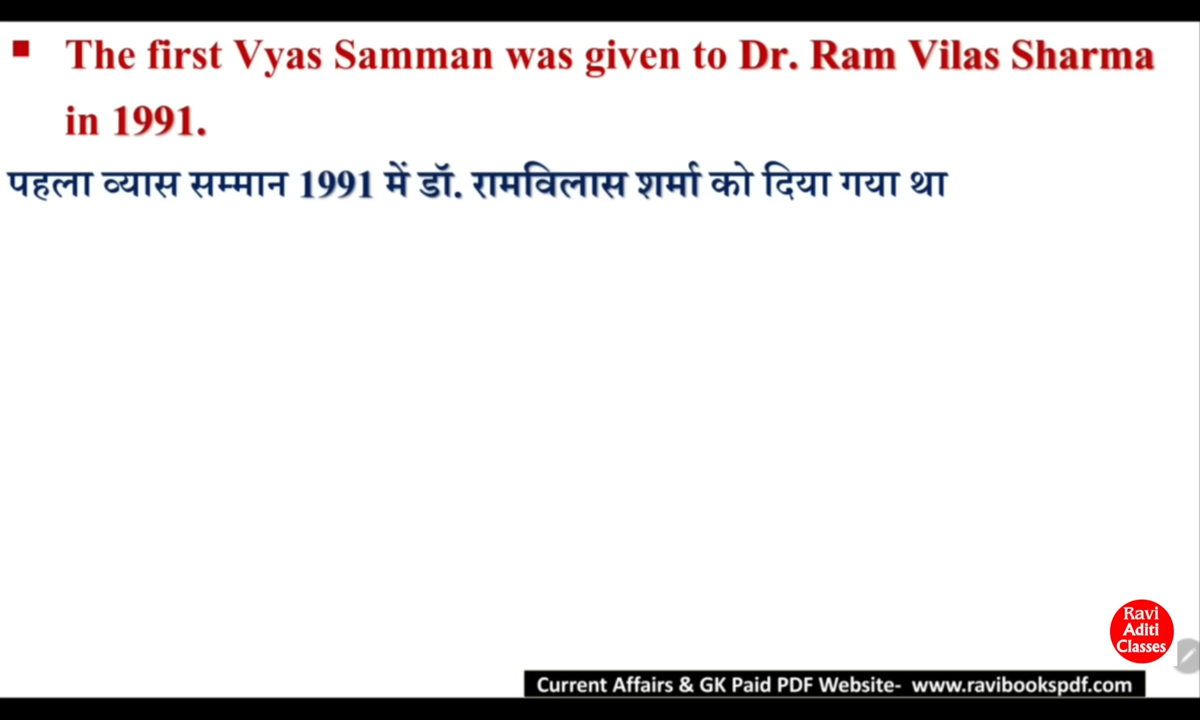 ▪ The first Vyas Samman was given to Dr. Ram Vilas Sharma
in 1991.
पहला व्यास सम्मान 1991 में डॉ. रामविलास शर्मा को दिया गया था
Ravi
Aditi
Classes
Current Affairs & GK Paid PDF Website- www.ravibookspdf.com